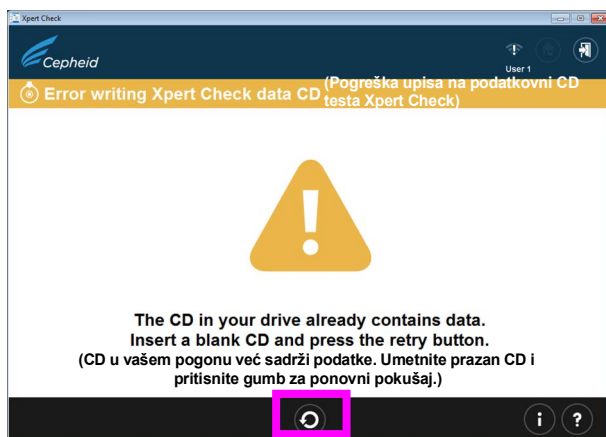 Xpert Check
Cepheid
User 1
Error writing Xpert Check data CD (Pogreška upisa na podatkovni CD
testa Xpert Check)
The CD in your drive already contains data.
Insert a blank CD and press the retry button.
(CD u vašem pogonu već sadrži podatke. Umetnite prazan CD i
pritisnite gumb za ponovni pokušaj.)
i ?